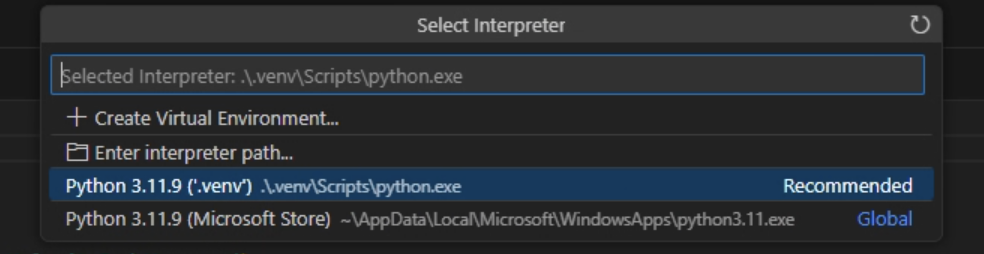 Select Interpreter
Selected Interpreter: .\.venv\Scripts\python.exe
+ Create Virtual Environment...
Enter interpreter path...
Python 3.11.9 ('.venv') .\.venv\Scripts\python.exe Recommended
Python 3.11.9 (Microsoft Store) ~\AppData\Local\Microsoft\WindowsApps\python3.11.exe Global